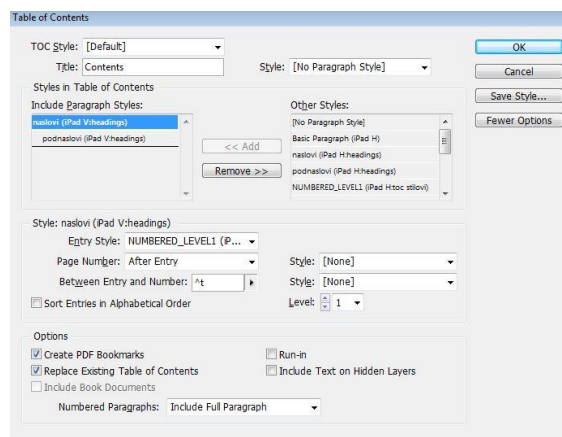 Table of Contents
TOC Style: [Default]
OK
Title: Contents Style: [No Paragraph Style]
Cancel
Styles in Table of Contents
Save Style...
Include Paragraph Styles: Other Styles:
Fewer Options
naslovi (iPad V:headings) [No Paragraph Style]
podnaslovi (iPad V:headings) Basic Paragraph (iPad H)
<< Add naslovi (iPad H:headings)
Remove >> podnaslovi (iPad H:headings)
NUMBERED_LEVEL1 (iPad H:toc stilovi)
Style: naslovi (iPad V:headings)
Entry Style: NUMBERED_LEVEL1 (iP...
Page Number: After Entry Style: [None]
Between Entry and Number: ^t Style: [None]
Sort Entries in Alphabetical Order Level: 1
Options
Create PDF Bookmarks Run-in
Replace Existing Table of Contents Include Text on Hidden Layers
Include Book Documents
Numbered Paragraphs: Include Full Paragraph